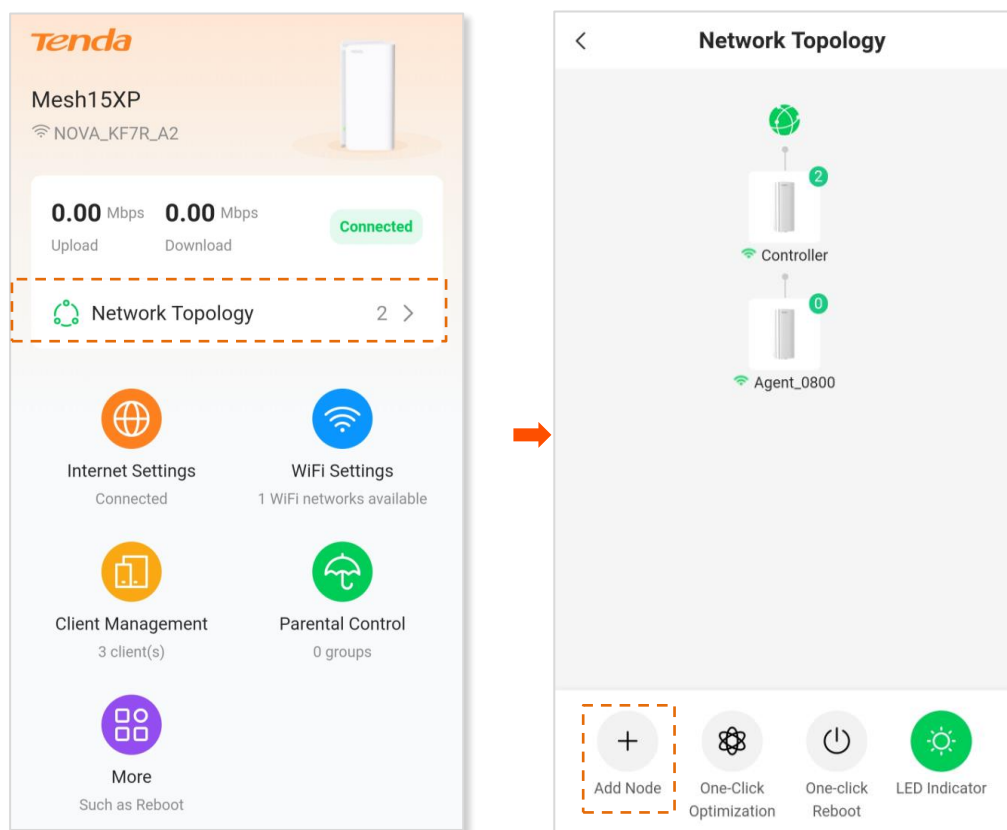 Tenda
Mesh15XP
NOVA_KF7R_A2
0.00 Mbps 0.00 Mbps
Connected
Upload Download
Network Topology 2
Internet Settings
Connected
WiFi Settings
1 WiFi networks available
Client Management
3 client(s)
Parental Control
0 groups
More
Such as Reboot
Network Topology
2
Controller
0
Agent_0800
Add Node
One-Click
Optimization
One-click
Reboot
LED Indicator